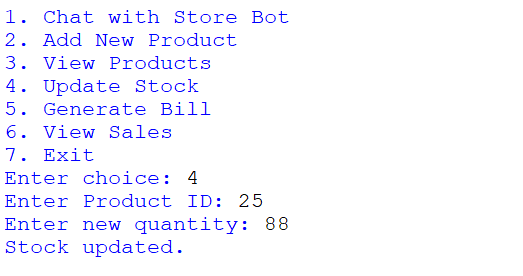 1. Chat with Store Bot
2. Add New Product
3. View Products
4. Update Stock
5. Generate Bill
6. View Sales
7. Exit
Enter choice: 4
Enter Product ID: 25
Enter new quantity: 88
Stock updated.